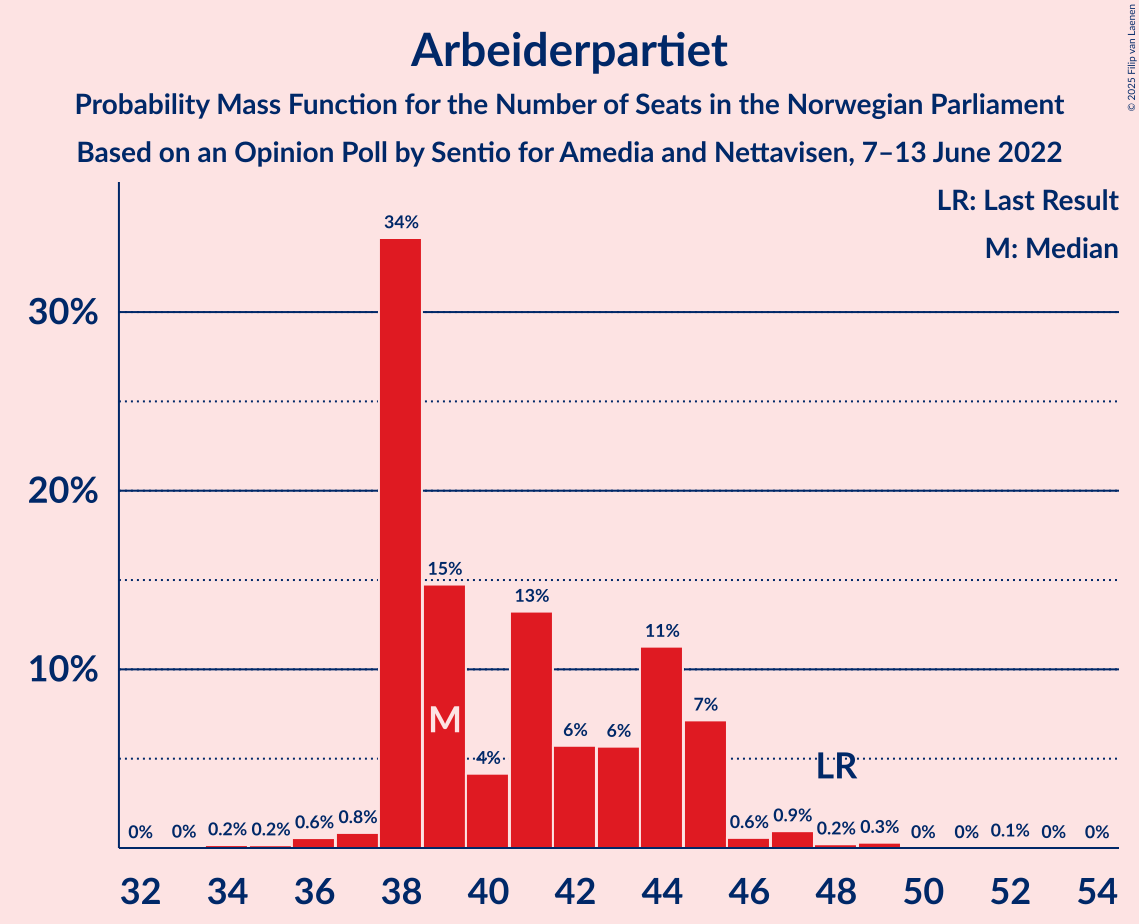 Arbeiderpartiet
Probability Mass Function for the Number of Seats in the Norwegian Parliament
Based on an Opinion Poll by Sentio for Amedia and Nettavisen, 7–13 June 2022
© 2025 Filip van Laenen
LR: Last Result
M: Median
30%
20%
10%
0% 0% 0.2% 0.2% 0.6% 0.8% 34% 15% 4% 13% 6% 6% 11% 7% 0.6% 0.9% 0.2% 0.3% 0% 0% 0.1% 0% 0%
M
LR
32 34 36 38 40 42 44 46 48 50 52 54